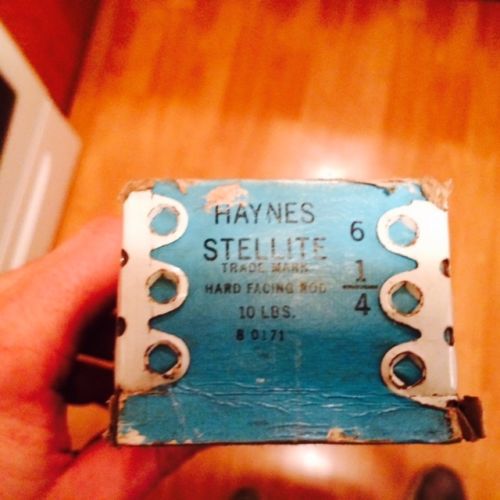 HAYNES
STELLITE
TRADE MARK
HARD FACING ROD
10 LBS.
8 0171
6
1/4